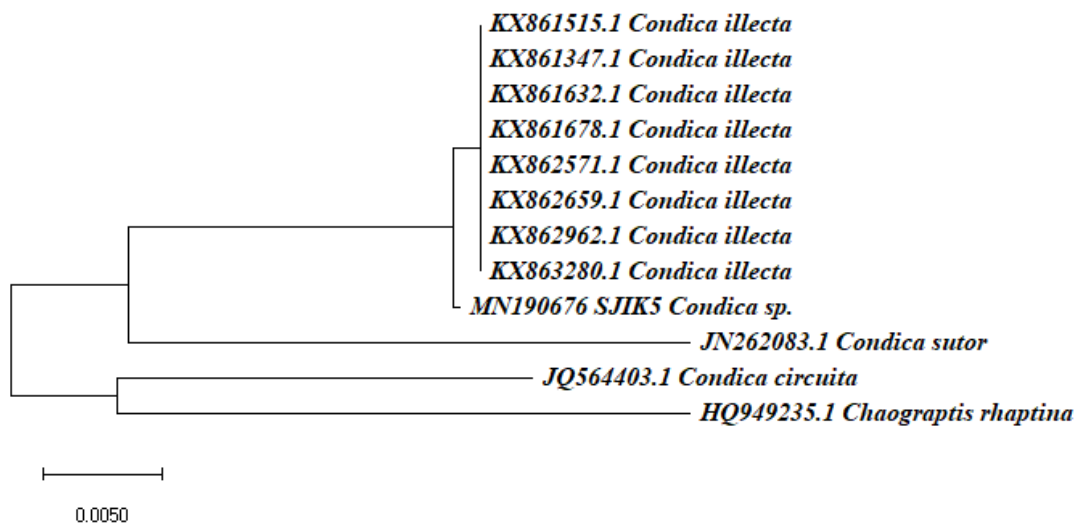 KX861515.1 Condica illecta
KX861347.1 Condica illecta
KX861632.1 Condica illecta
KX861678.1 Condica illecta
KX862571.1 Condica illecta
KX862659.1 Condica illecta
KX862962.1 Condica illecta
KX863280.1 Condica illecta
MN190676 SJIK5 Condica sp.
JN262083.1 Condica sutor
JQ564403.1 Condica circuita
HQ949235.1 Chaograptis rhaptina
0.0050